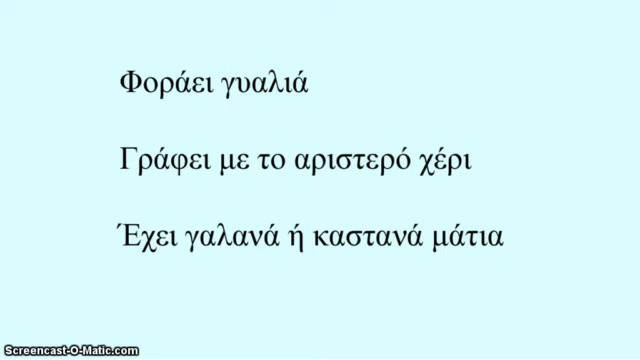 Φοράει γυαλιά
Γράφει με το αριστερό χέρι
Έχει γαλανά ή καστανά μάτια
Screencast-O-Matic.com